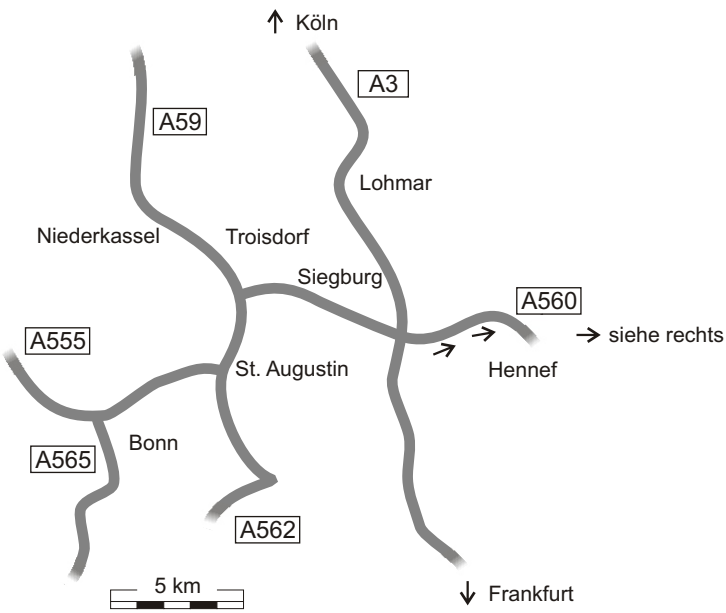 ↑ Köln
A3
A59
Lohmar
Niederkassel
Troisdorf
Siegburg
A560
A555
→ siehe rechts
St. Augustin
Hennef
Bonn
A565
A562
5 km
↓ Frankfurt